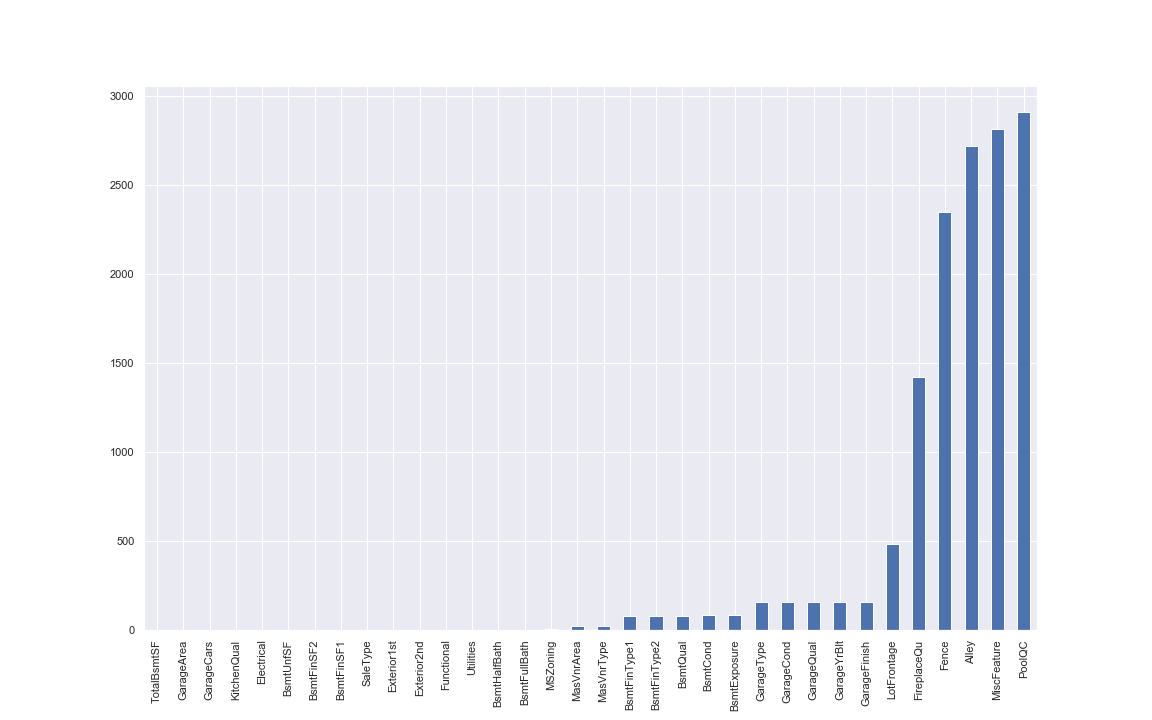 3000
2500
2000
1500
1000
500
0
TotalBsmtSF
GarageArea
GarageCars
KitchenQual
Electrical
BsmtUnfSF
BsmtFinSF2
BsmtFinSF1
SaleType
Exterior1st
Exterior2nd
Functional
Utilities
BsmtHalfBath
BsmtFullBath
MSZoning
MasVnrArea
MasVnrType
BsmtFinType1
BsmtFinType2
BsmtQual
BsmtCond
BsmtExposure
GarageType
GarageCond
GarageQual
GarageYrBlt
GarageFinish
LotFrontage
FireplaceQu
Fence
Alley
MiscFeature
PoolQC